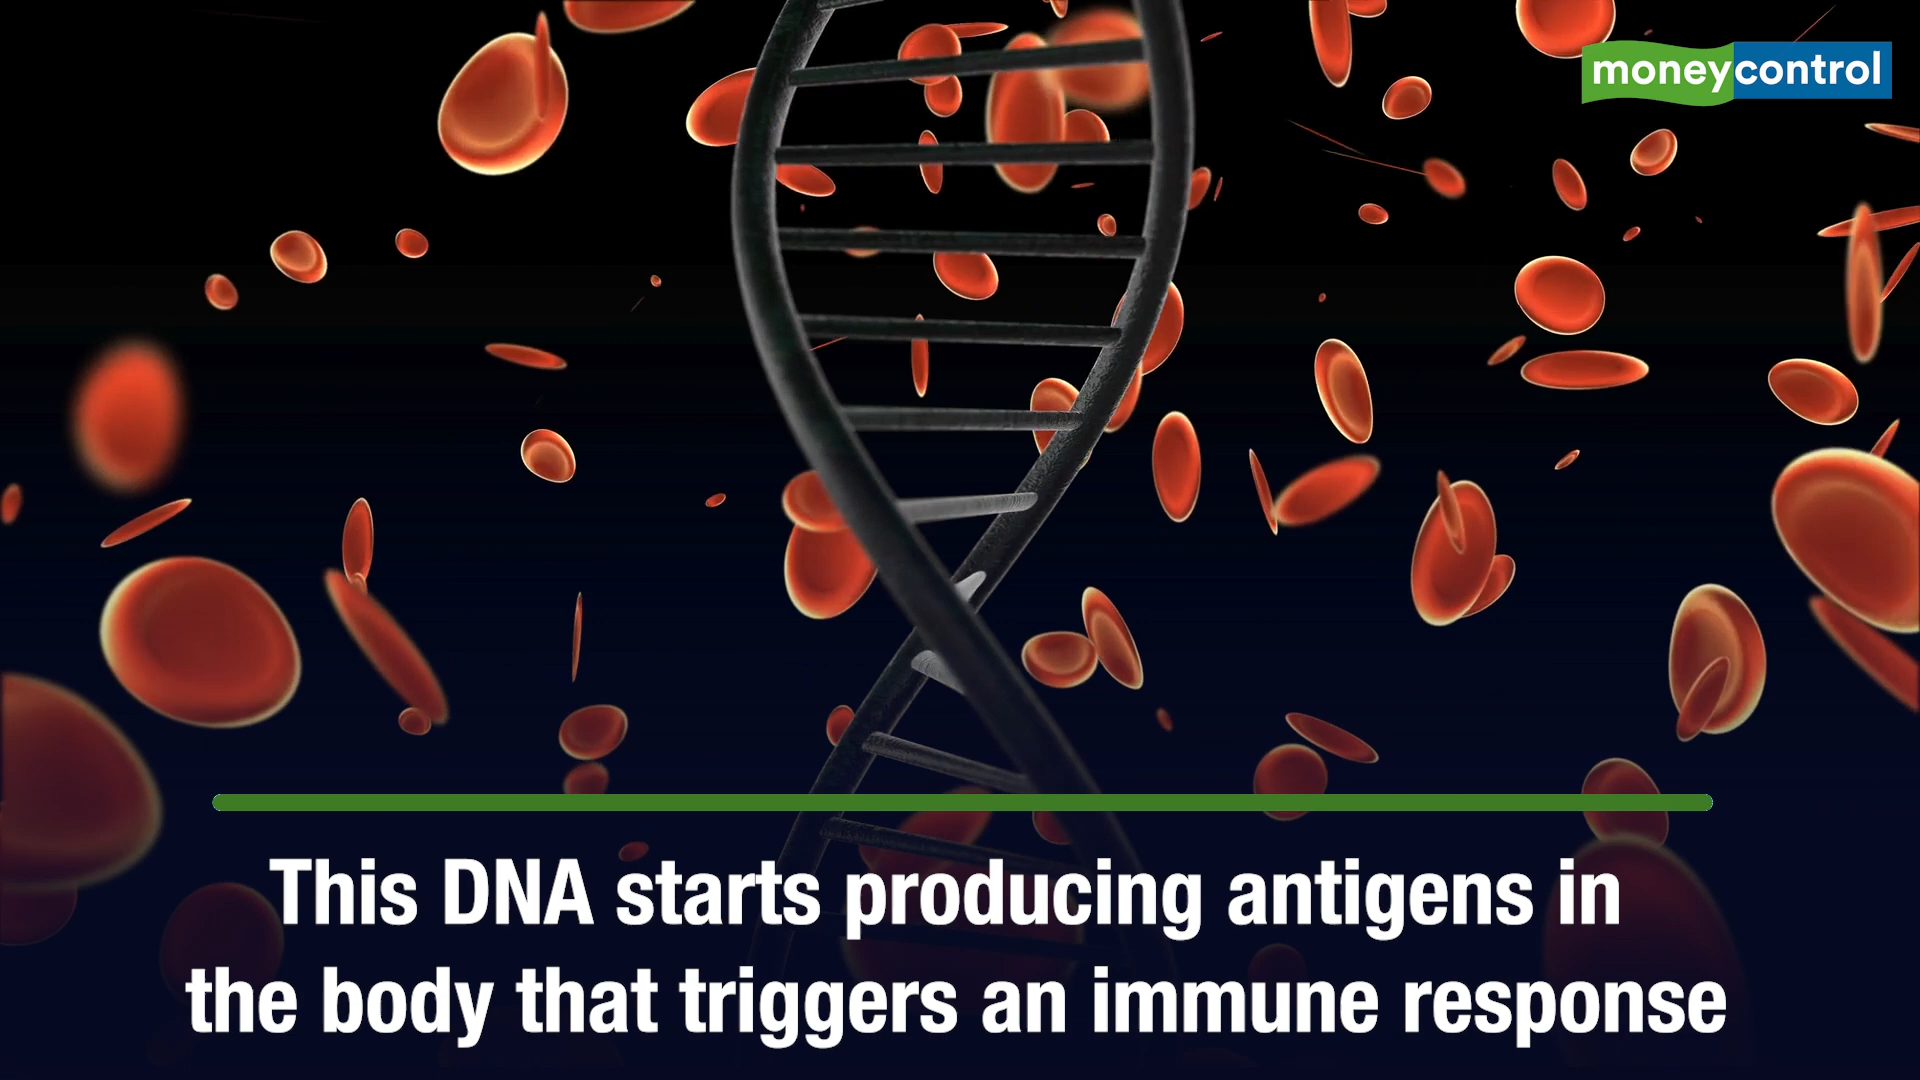 moneycontrol
This DNA starts producing antigens in
the body that triggers an immune response